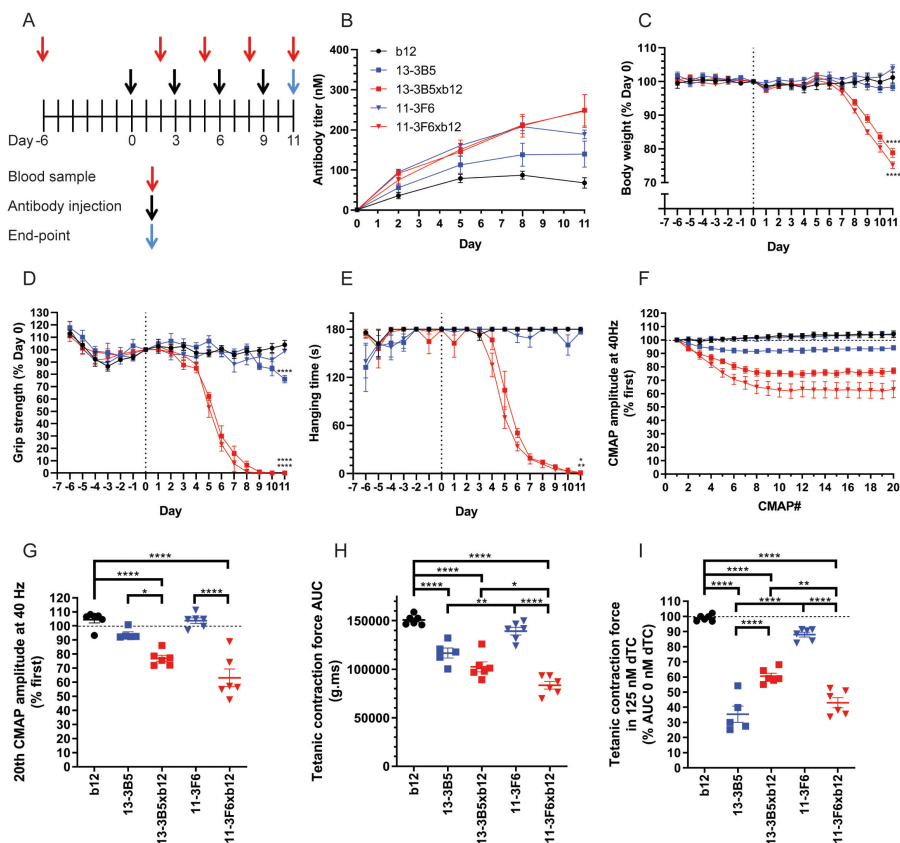 A
Day-6 0 3 6 9 11
Blood sample
Antibody injection
End-point
B
b12
13-3B5
13-3B5xb12
11-3F6
11-3F6xb12
Antibody titer (nM)
400
300
200
100
0
0 1 2 3 4 5 6 7 8 9 10 11
Day
C
Body weight (% Day 0)
110
100
90
80
70
****
****
-7-6 -5 -4 -3 -2 -1 0 1 2 3 4 5 6 7 8 9 1011
Day
D
Grip strength (% Day 0)
130
120
110
100
90
80
70
60
50
40
30
20
10
0
****
****
****
-7-6 -5 -4 -3 -2 -1 0 1 2 3 4 5 6 7 8 9 1011
Day
E
Hanging time (s)
180
120
60
0
*
**
-7-6 -5 -4 -3 -2 -1 0 1 2 3 4 5 6 7 8 9 1011
Day
F
CMAP amplitude at 40Hz
(% first)
120
110
100
90
80
70
60
50
40
30
20
10
0
0 2 4 6 8 10 12 14 16 18 20
CMAP#
G
20th CMAP amplitude at 40 Hz
(% first)
120
110
100
90
80
70
60
50
40
30
20
10
0
****
****
* ****
b12
13-3B5
13-3B5xb12
11-3F6
11-3F6xb12
H
Tetanic contraction force AUC
(g.ms)
150000
100000
50000
0
****
****
**** *
** ****
b12
13-3B5
13-3B5xb12
11-3F6
11-3F6xb12
I
Tetanic contraction force
in 125 nM dTC
(% AUC 0 nM dTC)
100
90
80
70
60
50
40
30
20
10
0
****
****
**** **
**** ****
****
b12
13-3B5
13-3B5xb12
11-3F6
11-3F6xb12